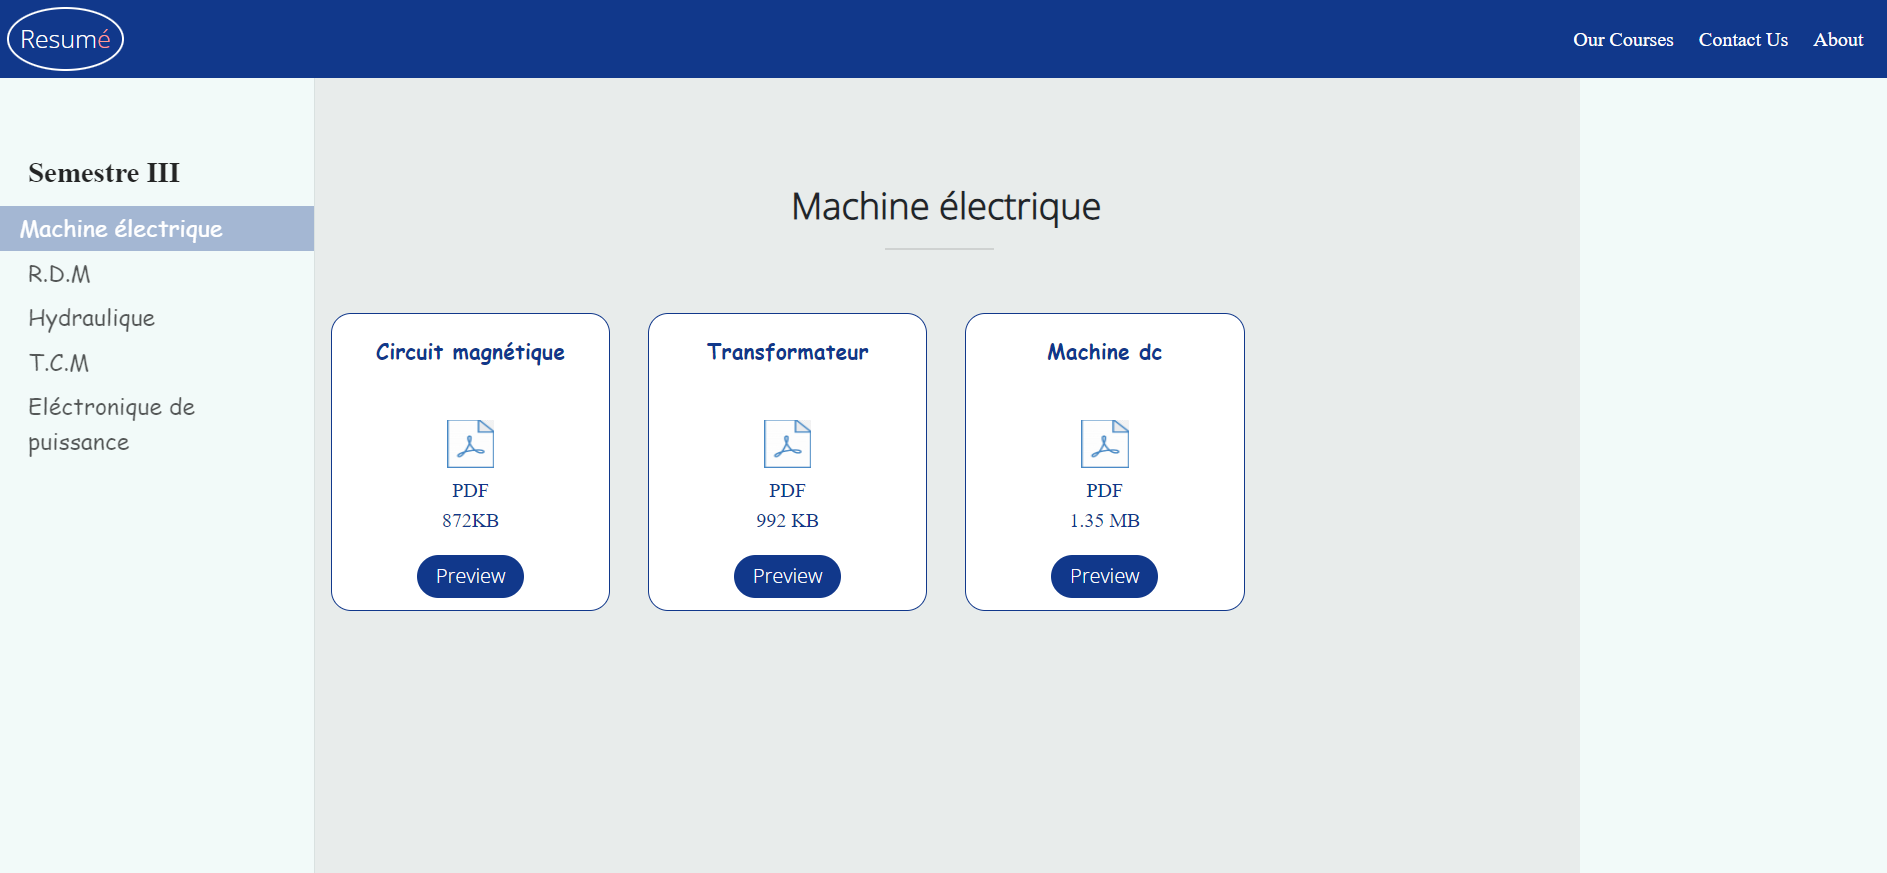 Resumé
Our Courses
Contact Us
About
Semestre III
Machine électrique
R.D.M
Hydraulique
T.C.M
Eléctronique de
puissance
Machine électrique
Circuit magnétique
PDF
872KB
Preview
Transformateur
PDF
992 KB
Preview
Machine dc
PDF
1.35 MB
Preview